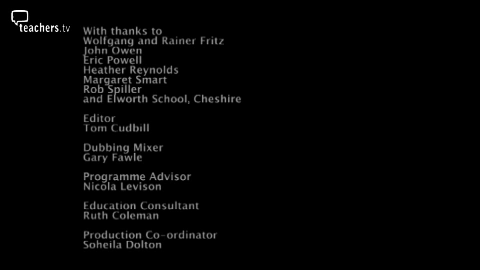 teachers.tv
With thanks to
Wolfgang and Rainer Fritz
John Owen
Eric Powell
Heather Reynolds
Margaret Smart
Rob Spiller
and Elworth School, Cheshire
Editor
Tom Cudbill
Dubbing Mixer
Gary Fawle
Programme Advisor
Nicola Levison
Education Consultant
Ruth Coleman
Production Co-ordinator
Soheila Dolton